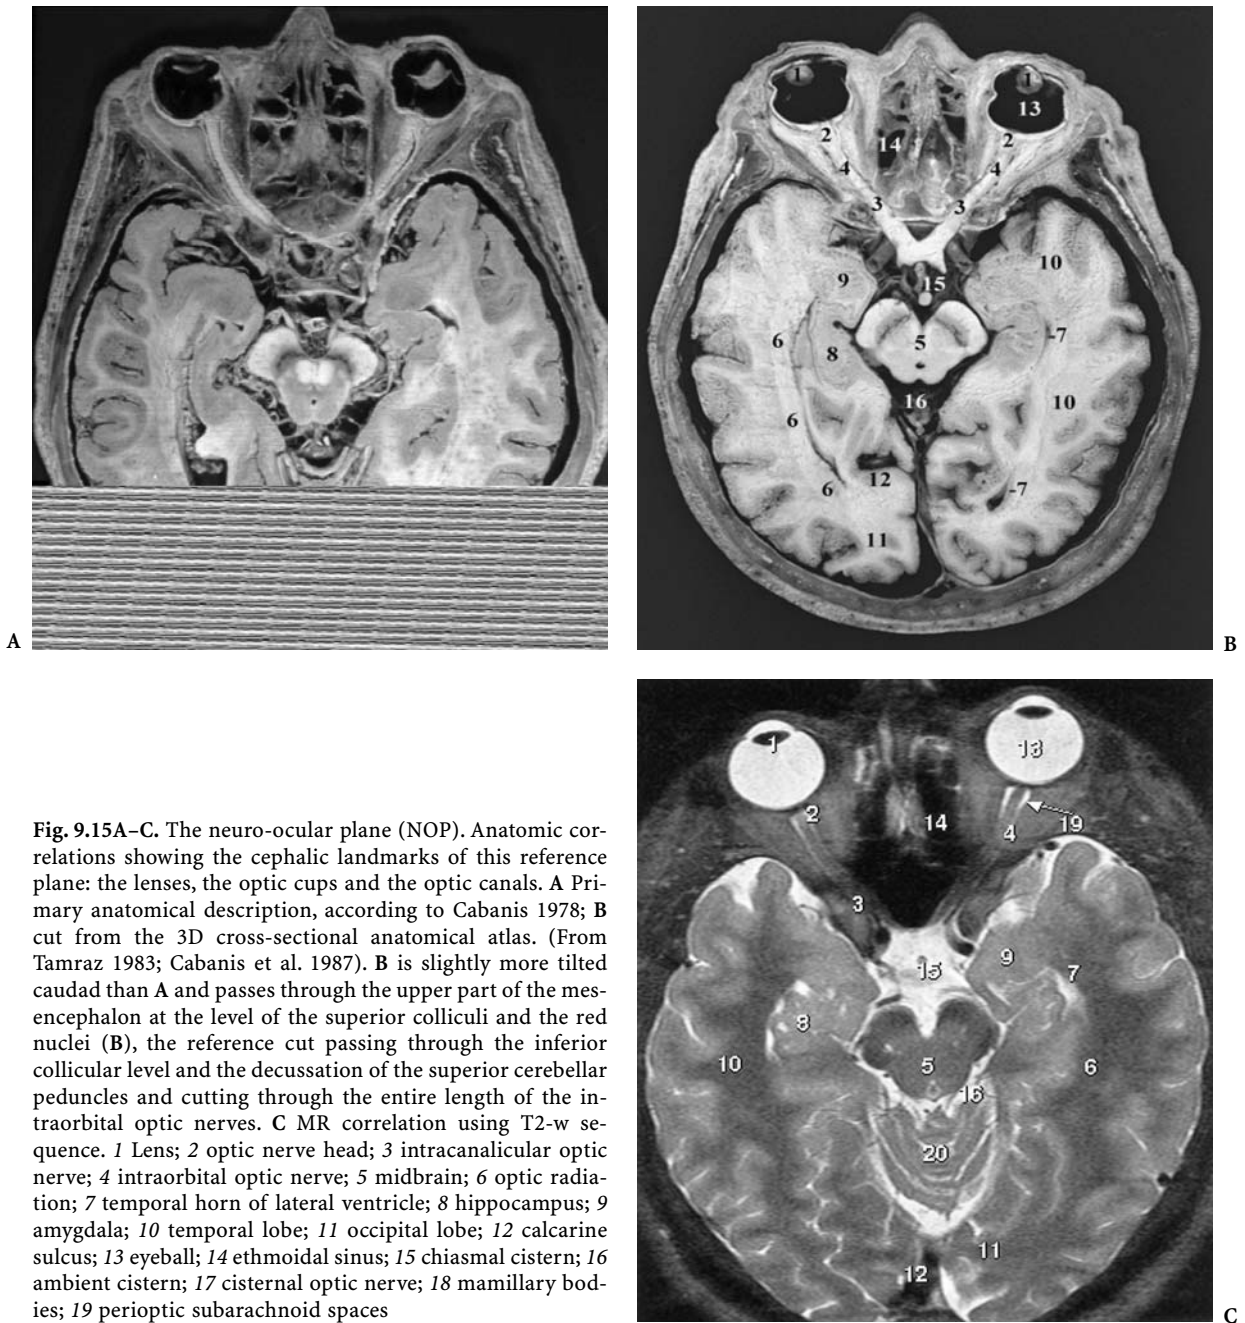 1
1
13
2
2
14
4
4
3
3
10
9
15
6
5
-7
8
16
10
6
12
6
-7
11
A
B
1
13
2
14
4
19
3
9
15
7
8
10
5
6
16
20
11
12
C
Fig. 9.15A–C. The neuro-ocular plane (NOP). Anatomic cor-
relations showing the cephalic landmarks of this reference
plane: the lenses, the optic cups and the optic canals. A Pri-
mary anatomical description, according to Cabanis 1978; B
cut from the 3D cross-sectional anatomical atlas. (From
Tamraz 1983; Cabanis et al. 1987). B is slightly more tilted
caudad than A and passes through the upper part of the mes-
encephalon at the level of the superior colliculi and the red
nuclei (B), the reference cut passing through the inferior
collicular level and the decussation of the superior cerebellar
peduncles and cutting through the entire length of the in-
traorbital optic nerves. C MR correlation using T2-w se-
quence. 1 Lens; 2 optic nerve head; 3 intracanalicular optic
nerve; 4 intraorbital optic nerve; 5 midbrain; 6 optic radia-
tion; 7 temporal horn of lateral ventricle; 8 hippocampus; 9
amygdala; 10 temporal lobe; 11 occipital lobe; 12 calcarine
sulcus; 13 eyeball; 14 ethmoidal sinus; 15 chiasmal cistern; 16
ambient cistern; 17 cisternal optic nerve; 18 mamillary bod-
ies; 19 perioptic subarachnoid spaces